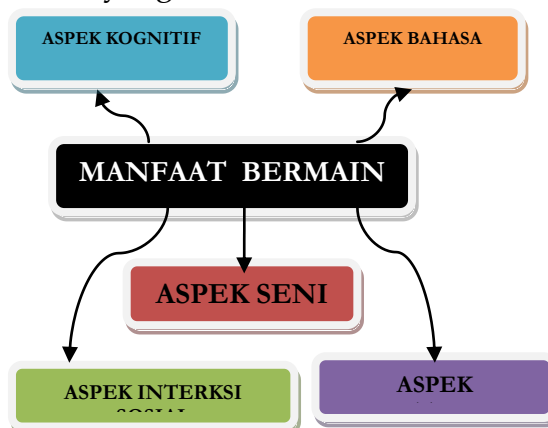 ASPEK KOGNITIF
ASPEK BAHASA
MANFAAT BERMAIN
ASPEK SENI
ASPEK INTERKSI
ASPEK